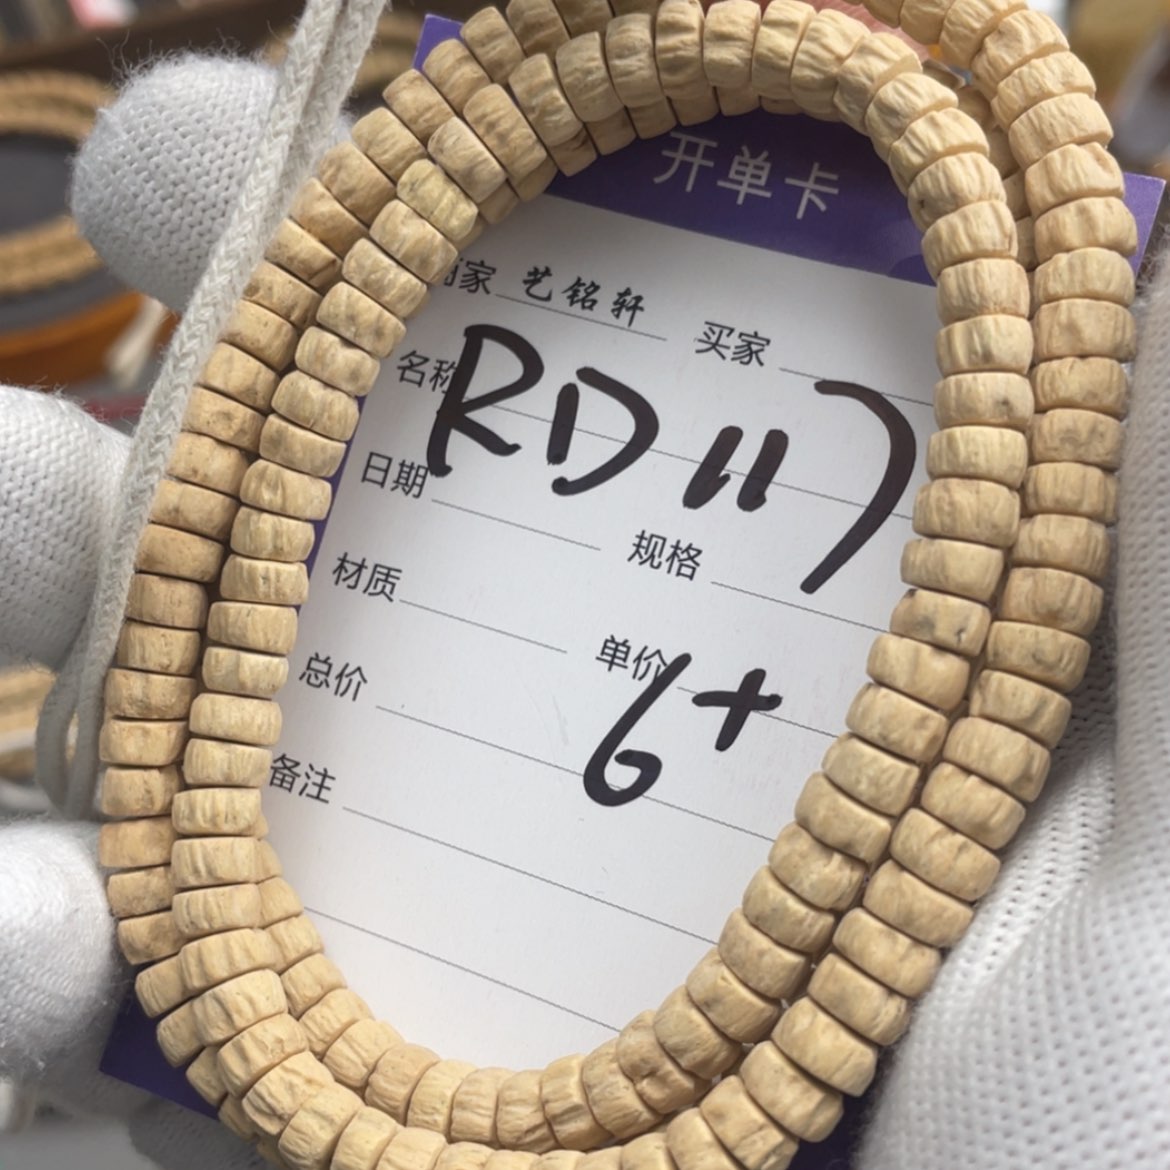 开单卡
家 艺铭轩 买家
名称 RD117
日期 规格
材质 单价 6+
总价
备注